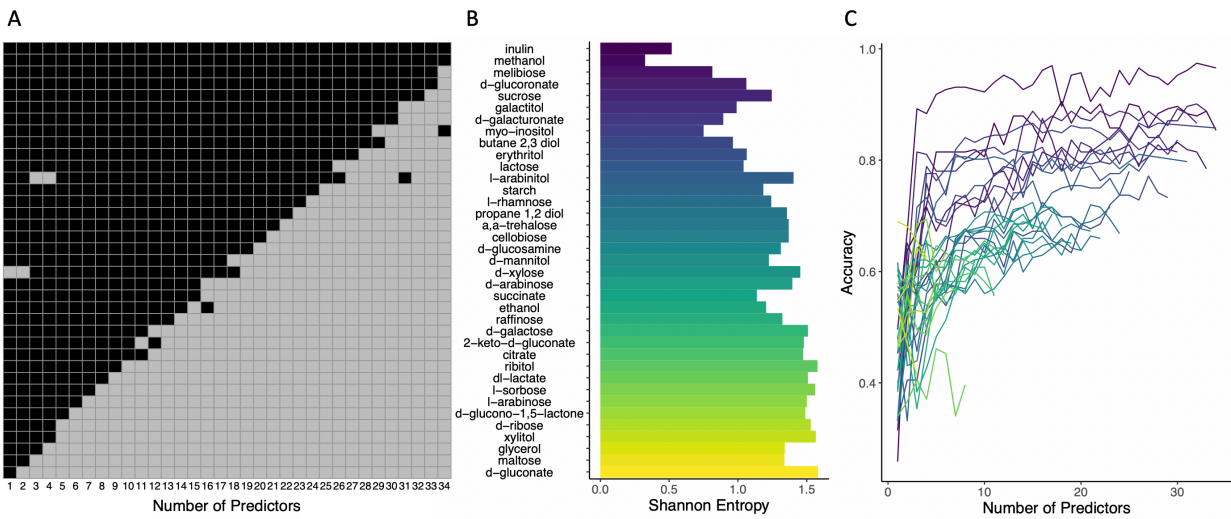 A
B
C
inulin
methanol
melibiose
d−glucoronate
sucrose
galactitol
d−galacturonate
myo−inositol
butane 2,3 diol
erythritol
lactose
l−arabinitol
starch
l−rhamnose
propane 1,2 diol
a,a−trehalose
cellobiose
d−glucosamine
d−mannitol
d−xylose
d−arabinose
succinate
ethanol
raffinose
d−galactose
2−keto−d−gluconate
citrate
ribitol
dl−lactate
l−sorbose
l−arabinose
d−glucono−1,5−lactone
d−ribose
xylitol
glycerol
maltose
d−gluconate
1 2 3 4 5 6 7 8 9 10 11 12 13 14 15 16 17 18 19 20 21 22 23 24 25 26 27 28 29 30 31 32 33 34
Number of Predictors
0.0 0.5 1.0 1.5
Shannon Entropy
1.0
0.8
0.6
0.4
Accuracy
0 10 20 30
Number of Predictors